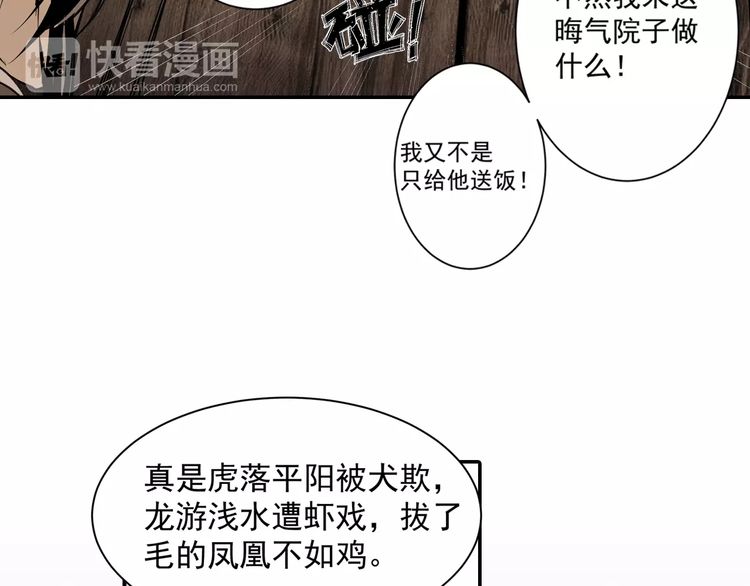 晦气院子做
什么！
碰！
快看！
快看漫画
www.kuaikanmanhua.com
我又不是
只给他送饭！
真是虎落平阳被犬欺，
龙游浅水遭虾戏，拔了
毛的凤凰不如鸡。